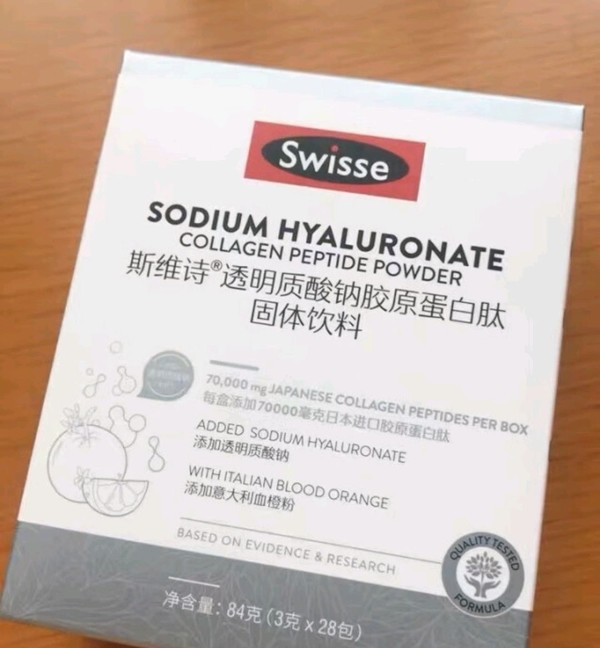 Swisse
SODIUM HYALURONATE
COLLAGEN PEPTIDE POWDER
斯维诗®透明质酸钠胶原蛋白肽
固体饮料
70,000 mg JAPANESE COLLAGEN PEPTIDES PER BOX
每盒添加70000毫克日本进口胶原蛋白肽
ADDED SODIUM HYALURONATE
添加透明质酸钠
WITH ITALIAN BLOOD ORANGE
添加意大利血橙粉
BASED ON EVIDENCE & RESEARCH
QUALITY TESTED
FORMULA
净含量：84克（3克 x 28包）